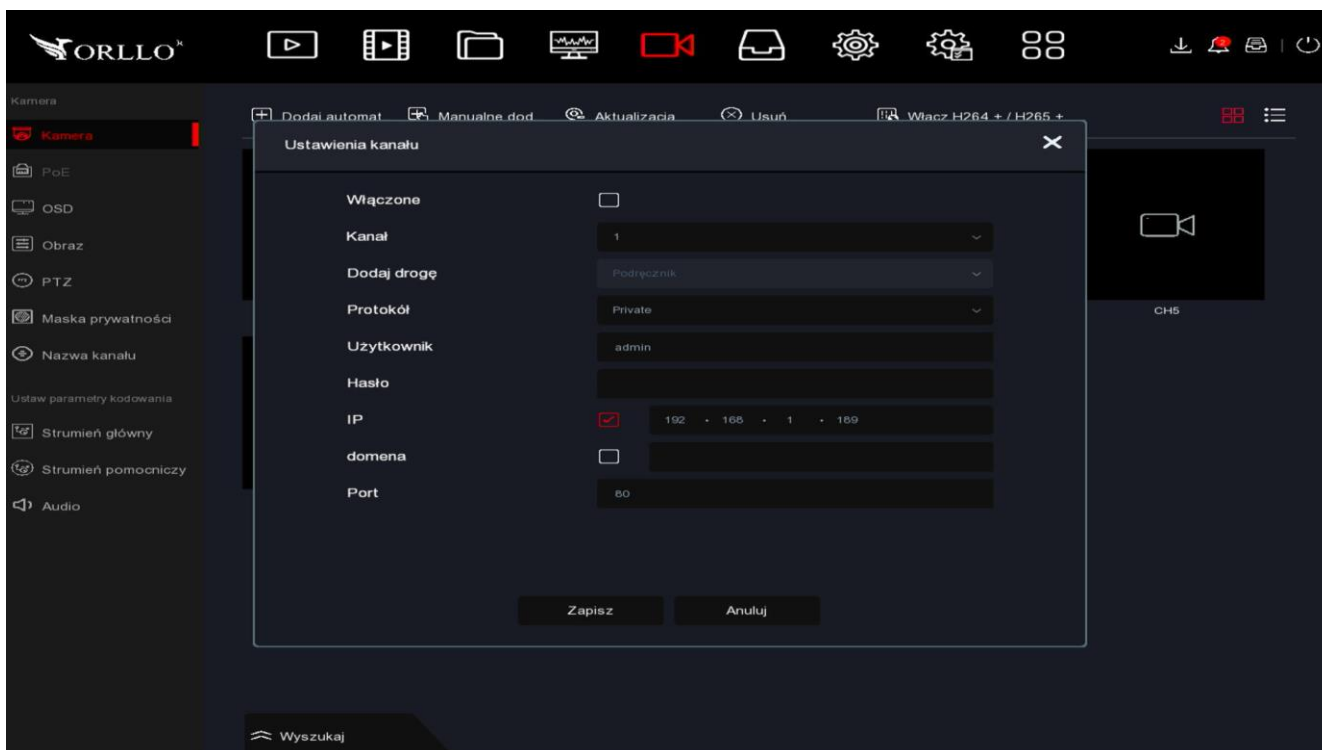 ORLLO
Kamera
Dodaj automat
Manualne dod
Aktualizacja
Usuń
Włącz H264 + / H265 +
Kamera
PoE
OSD
Obraz
PTZ
Maska prywatności
Nazwa kanału
Ustaw parametry kodowania
Strumień główny
Strumień pomocniczy
Audio
Ustawienia kanału
Włączone
Kanał
1
Dodaj drogę
Podręcznik
Protokół
Private
Użytkownik
admin
Hasło
IP
192 . 168 . 1 . 189
domena
Port
80
Zapisz
Anuluj
CH5
Wyszukaj